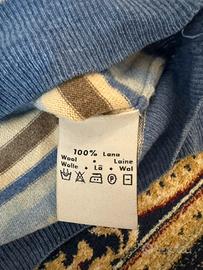 100% Lana
Wool • Laine
Wolle • Lã • Wol
P